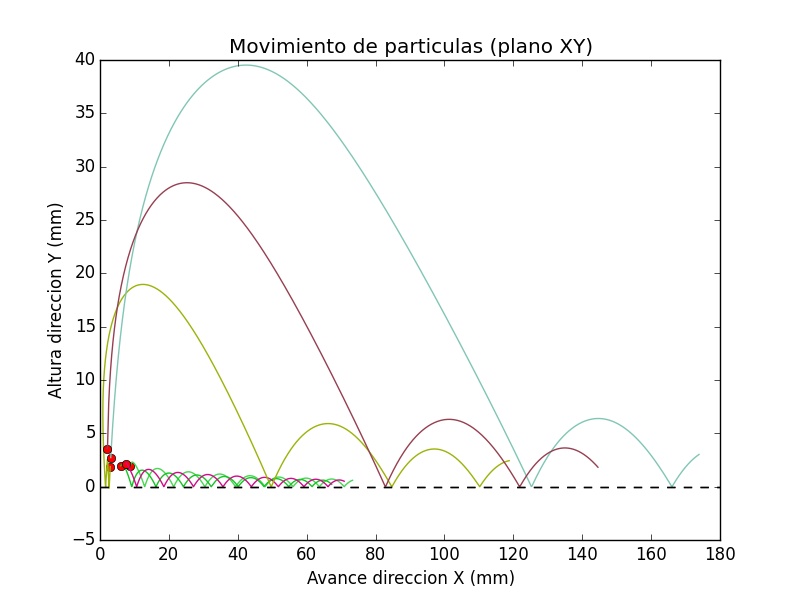 Movimiento de particulas (plano XY)
Altura direccion Y (mm)
40
35
30
25
20
15
10
5
0
−5
0 20 40 60 80 100 120 140 160 180
Avance direccion X (mm)